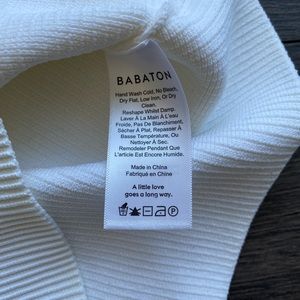 BABATON
Hand Wash Cold, No Bleach,
Dry Flat, Low Iron, Or Dry
Clean.
Reshape Whilst Damp.
Laver À La Main À L'eau
Froide, Pas De Blanchiment,
Sécher À Plat, Repasser À
Basse Température, Ou
Nettoyer À Sec.
Remodeler Pendant Que
L'article Est Encore Humide.
Made in China
Fabriqué en Chine
A little love
goes a long way.
P